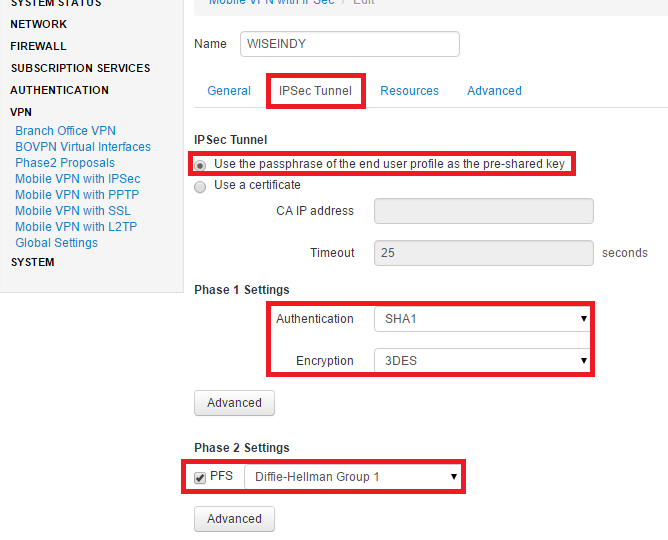 SYSTEM STATUS
NETWORK
FIREWALL
SUBSCRIPTION SERVICES
AUTHENTICATION
VPN
Branch Office VPN
BOVPN Virtual Interfaces
Phase2 Proposals
Mobile VPN with IPSec
Mobile VPN with PPTP
Mobile VPN with SSL
Mobile VPN with L2TP
Global Settings
SYSTEM
Mobile VPN with IPSec / Edit
Name WISEINDY
General IPSec Tunnel Resources Advanced
IPSec Tunnel
Use the passphrase of the end user profile as the pre-shared key
Use a certificate
CA IP address
Timeout 25 seconds
Phase 1 Settings
Authentication SHA1
Encryption 3DES
Advanced
Phase 2 Settings
PFS Diffie-Hellman Group 1
Advanced